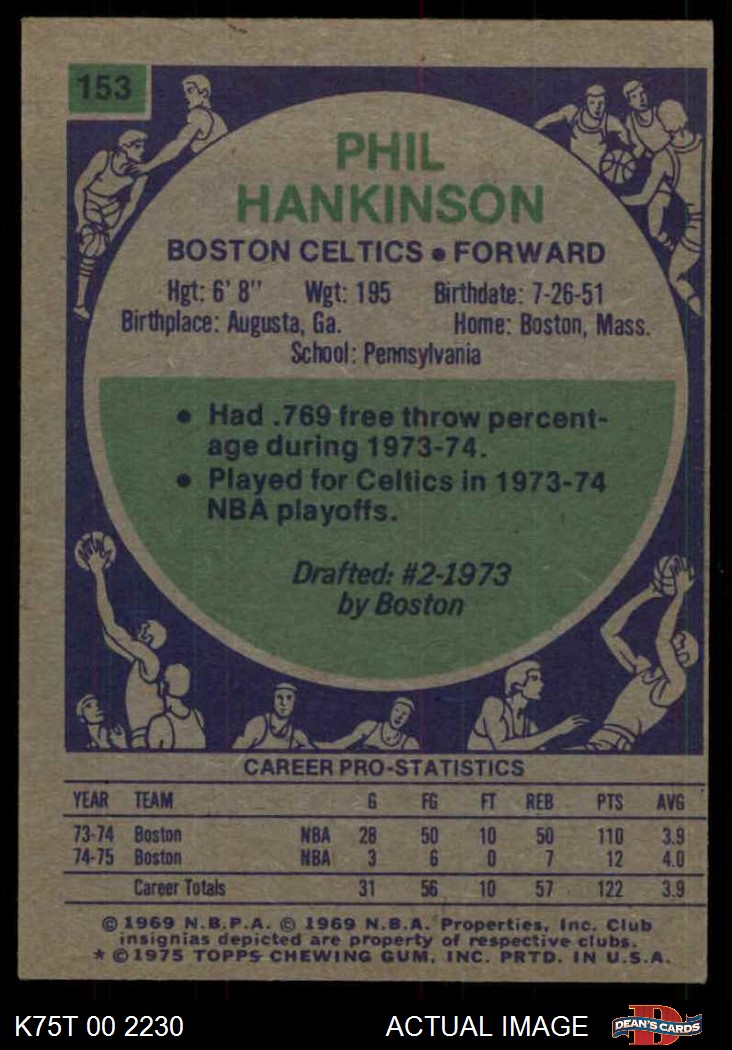 153
PHIL
HANKINSON
BOSTON CELTICS • FORWARD
Hgt: 6' 8" Wgt: 195 Birthdate: 7-26-51
Birthplace: Augusta, Ga. Home: Boston, Mass.
School: Pennsylvania
• Had .769 free throw percent-
age during 1973-74.
• Played for Celtics in 1973-74
NBA playoffs.
Drafted: #2-1973
by Boston
CAREER PRO-STATISTICS
YEAR TEAM G FG FT REB PTS AVG
73-74 Boston NBA 28 50 10 50 110 3.9
74-75 Boston NBA 3 6 0 7 12 4.0
Career Totals 31 56 10 57 122 3.9
© 1969 N.B.P.A. © 1969 N.B.A. Properties, Inc. Club
insignias depicted are property of respective clubs.
* © 1975 TOPPS CHEWING GUM, INC. PRTD. IN U.S.A.
K75T 00 2230 ACTUAL IMAGE D DEAN'S CARDS